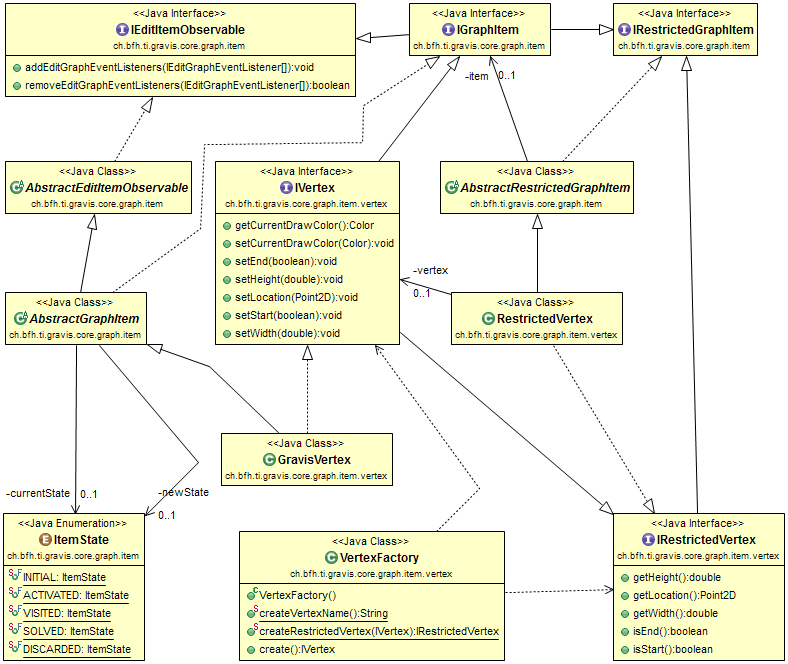 <<Java Interface>>
IEditItemObservable
ch.bfh.ti.gravis.core.graph.item
addEditGraphEventListeners(IEditGraphEventListener[]):void
removeEditGraphEventListeners(IEditGraphEventListener[]):boolean
<<Java Interface>>
IGraphItem
ch.bfh.ti.gravis.core.graph.item
<<Java Interface>>
IRestrictedGraphItem
ch.bfh.ti.gravis.core.graph.item
-item 0..1
<<Java Class>>
AbstractEditItemObservable
ch.bfh.ti.gravis.core.graph.item
<<Java Interface>>
IVertex
ch.bfh.ti.gravis.core.graph.item.vertex
getCurrentDrawColor():Color
setCurrentDrawColor(Color):void
setEnd(boolean):void
setHeight(double):void
setLocation(Point2D):void
setStart(boolean):void
setWidth(double):void
<<Java Class>>
AbstractRestrictedGraphItem
ch.bfh.ti.gravis.core.graph.item
-vertex
0..1
<<Java Class>>
AbstractGraphItem
ch.bfh.ti.gravis.core.graph.item
<<Java Class>>
RestrictedVertex
ch.bfh.ti.gravis.core.graph.item.vertex
<<Java Class>>
GravisVertex
ch.bfh.ti.gravis.core.graph.item.vertex
-currentState 0..1
-newState
0..1
<<Java Enumeration>>
ItemState
ch.bfh.ti.gravis.core.graph.item
INITIAL: ItemState
ACTIVATED: ItemState
VISITED: ItemState
SOLVED: ItemState
DISCARDED: ItemState
<<Java Class>>
VertexFactory
ch.bfh.ti.gravis.core.graph.item.vertex
VertexFactory()
createVertexName():String
createRestrictedVertex(IVertex):IRestrictedVertex
create():IVertex
<<Java Interface>>
IRestrictedVertex
ch.bfh.ti.gravis.core.graph.item.vertex
getHeight():double
getLocation():Point2D
getWidth():double
isEnd():boolean
isStart():boolean